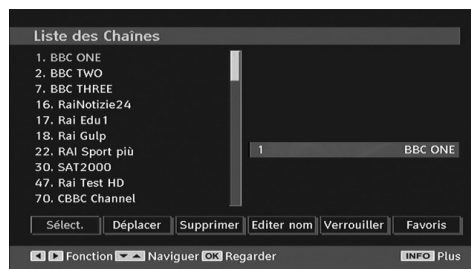 Liste des Chaînes
1. BBC ONE
2. BBC TWO
7. BBC THREE
16. RaiNotizie24
17. Rai Edu1
18. Rai Gulp
22. RAI Sport più
30. SAT2000
47. Rai Test HD
70. CBBC Channel
1 BBC ONE
Sélect. Déplacer Supprimer Editer nom Verrouiller Favoris
Fonction Naviguer OK Regarder INFO Plus